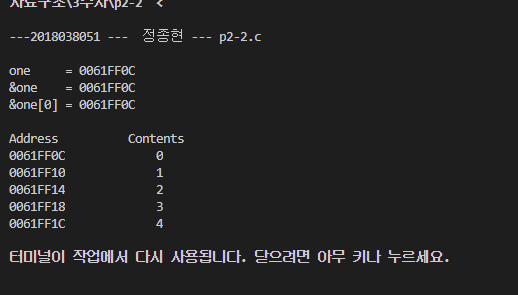 자료구조\3주차\p2-2 <
---2018038051 --- 정종현 --- p2-2.c
one = 0061FF0C
&one = 0061FF0C
&one[0] = 0061FF0C
Address Contents
0061FF0C 0
0061FF10 1
0061FF14 2
0061FF18 3
0061FF1C 4
터미널이 작업에서 다시 사용됩니다. 닫으려면 아무 키나 누르세요.